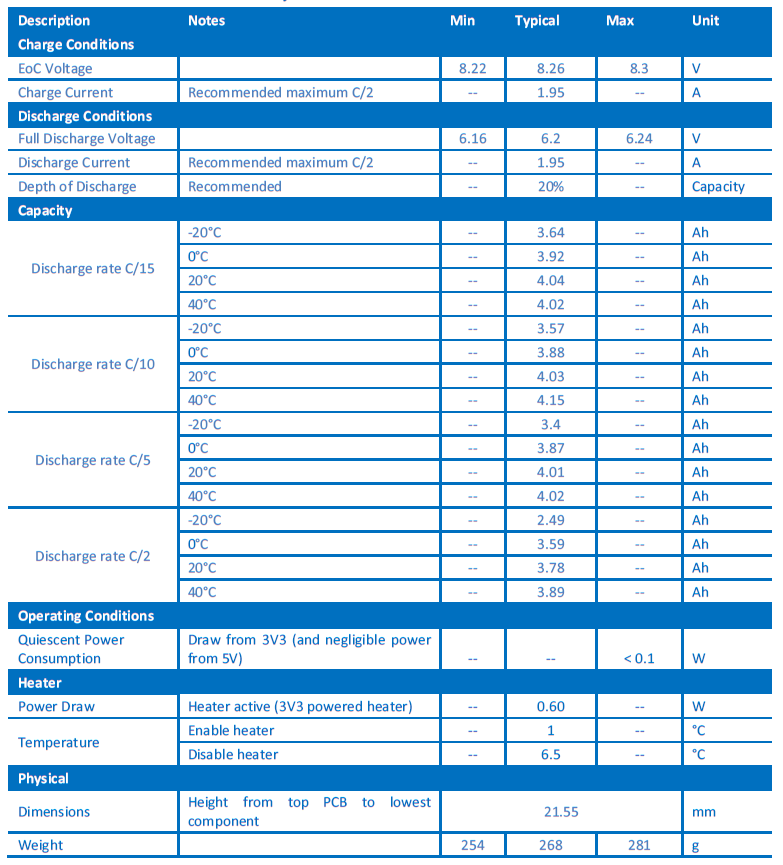 Description Notes Min Typical Max Unit
Charge Conditions
EoC Voltage 8.22 8.26 8.3 V
Charge Current Recommended maximum C/2 -- 1.95 -- A
Discharge Conditions
Full Discharge Voltage 6.16 6.2 6.24 V
Discharge Current Recommended maximum C/2 -- 1.95 -- A
Depth of Discharge Recommended -- 20% -- Capacity
Capacity
Discharge rate C/15
-20°C -- 3.64 -- Ah
0°C -- 3.92 -- Ah
20°C -- 4.04 -- Ah
40°C -- 4.02 -- Ah
Discharge rate C/10
-20°C -- 3.57 -- Ah
0°C -- 3.88 -- Ah
20°C -- 4.03 -- Ah
40°C -- 4.15 -- Ah
Discharge rate C/5
-20°C -- 3.4 -- Ah
0°C -- 3.87 -- Ah
20°C -- 4.01 -- Ah
40°C -- 4.02 -- Ah
Discharge rate C/2
-20°C -- 2.49 -- Ah
0°C -- 3.59 -- Ah
20°C -- 3.78 -- Ah
40°C -- 3.89 -- Ah
Operating Conditions
Quiescent Power Draw from 3V3 (and negligible power
Consumption from 5V) -- -- < 0.1 W
Heater
Power Draw Heater active (3V3 powered heater) -- 0.60 -- W
Temperature
Enable heater -- 1 -- °C
Disable heater -- 6.5 -- °C
Physical
Dimensions Height from top PCB to lowest
component 21.55 mm
Weight 254 268 281 g